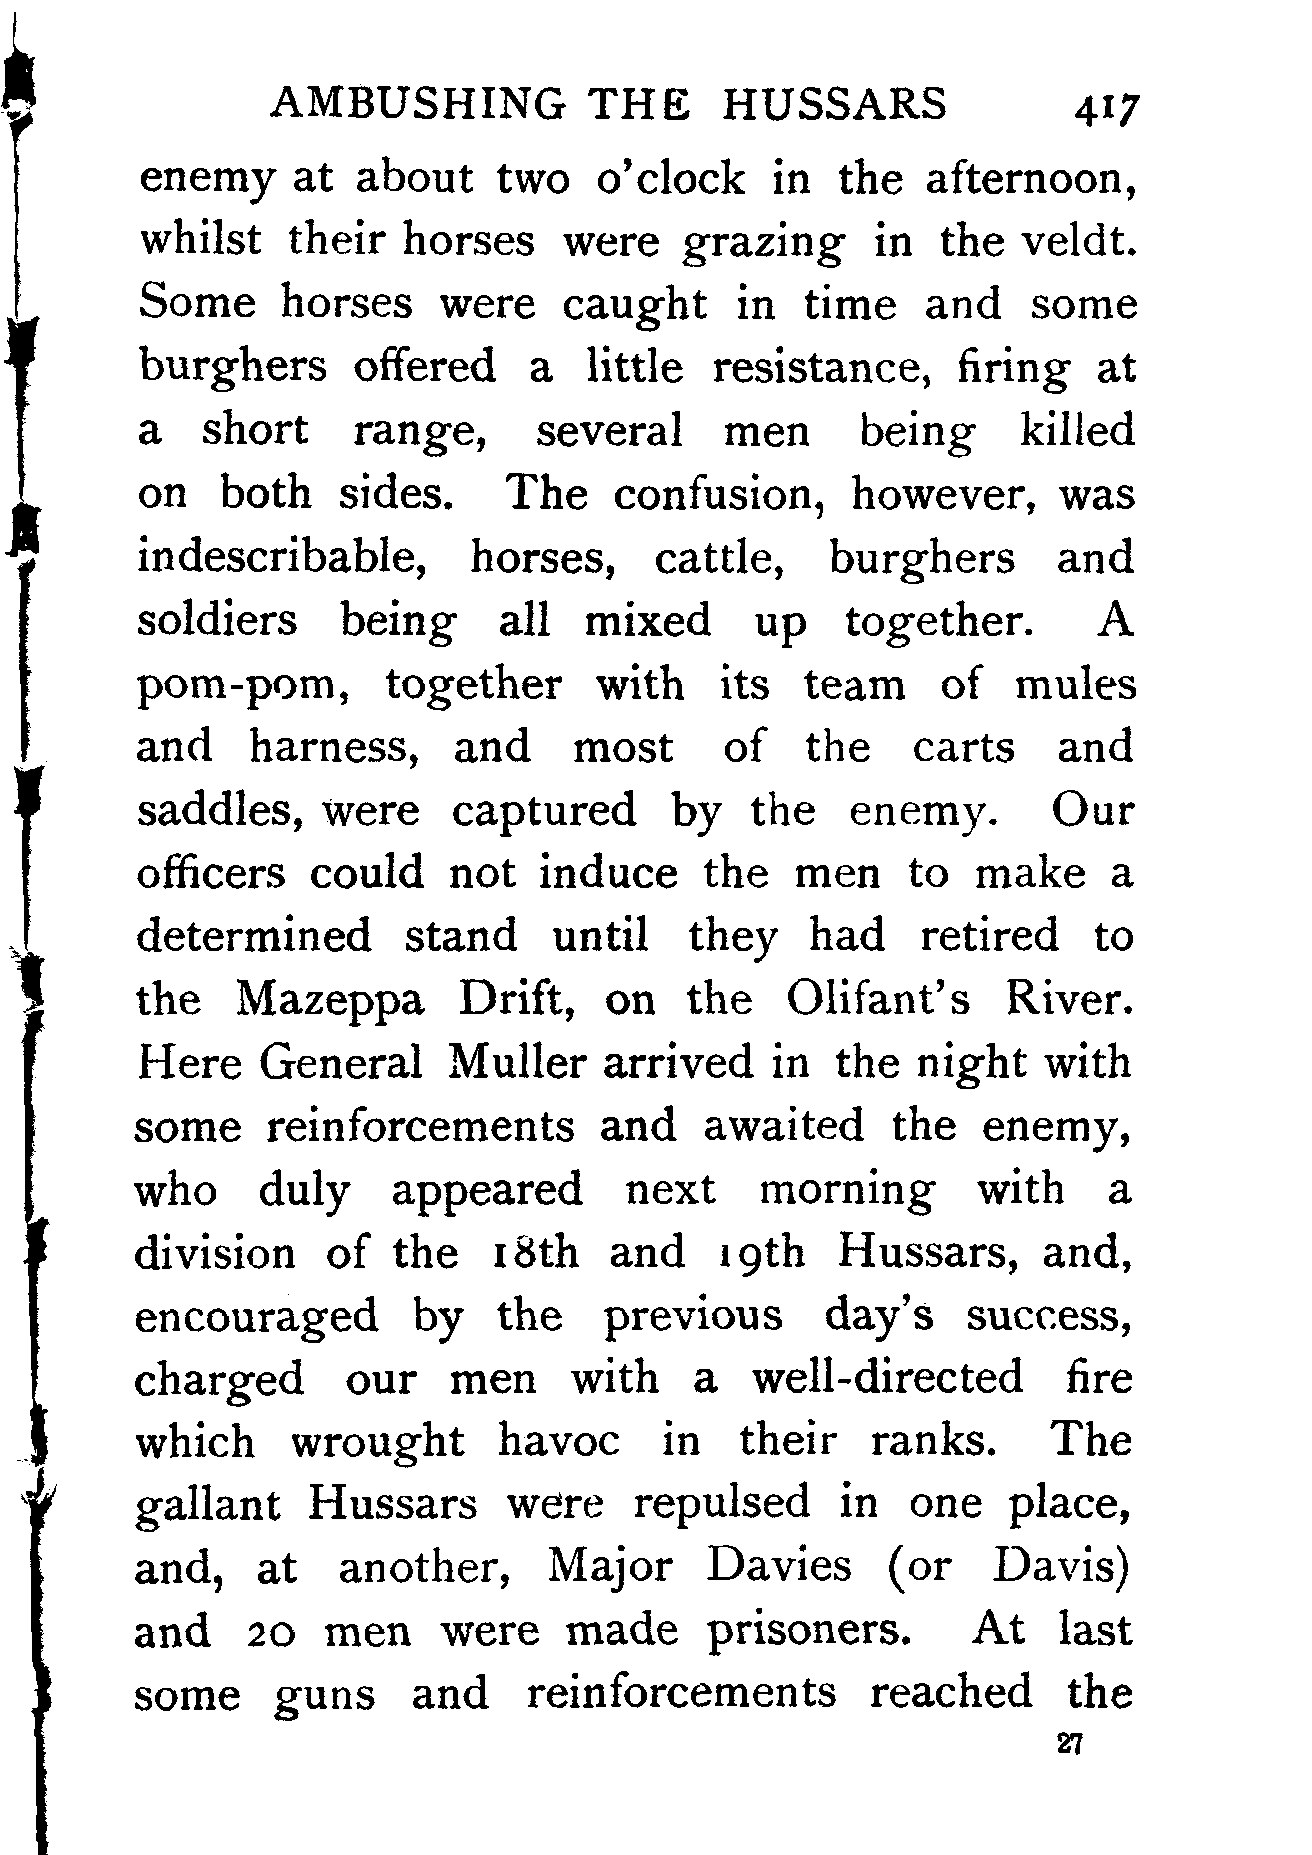 AMBUSHING THE HUSSARS 417
enemy at about two o'clock in the afternoon,
whilst their horses were grazing in the veldt.
Some horses were caught in time and some
burghers offered a little resistance, firing at
a short range, several men being killed
on both sides. The confusion, however, was
indescribable, horses, cattle, burghers and
soldiers being all mixed up together. A
pom-pom, together with its team of mules
and harness, and most of the carts and
saddles, were captured by the enemy. Our
officers could not induce the men to make a
determined stand until they had retired to
the Mazeppa Drift, on the Olifant's River.
Here General Muller arrived in the night with
some reinforcements and awaited the enemy,
who duly appeared next morning with a
division of the 18th and 19th Hussars, and,
encouraged by the previous day's success,
charged our men with a well-directed fire
which wrought havoc in their ranks. The
gallant Hussars were repulsed in one place,
and, at another, Major Davies (or Davis)
and 20 men were made prisoners. At last
some guns and reinforcements reached the
27